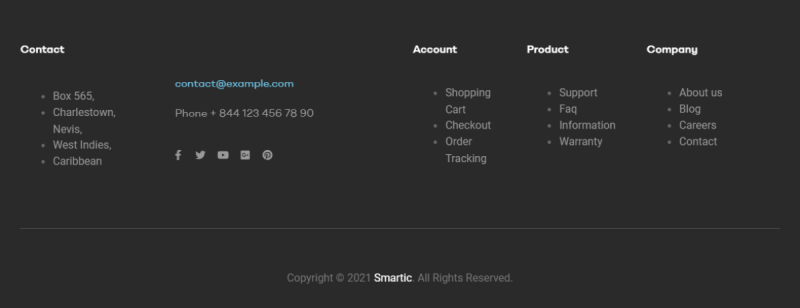 Contact
Box 565,
Charlestown,
Nevis,
West Indies,
Caribbean
contact@example.com
Phone + 844 123 456 78 90
Account
Shopping
Cart
Checkout
Order
Tracking
Product
Support
Faq
Information
Warranty
Company
About us
Blog
Careers
Contact
Copyright © 2021 Smartic. All Rights Reserved.